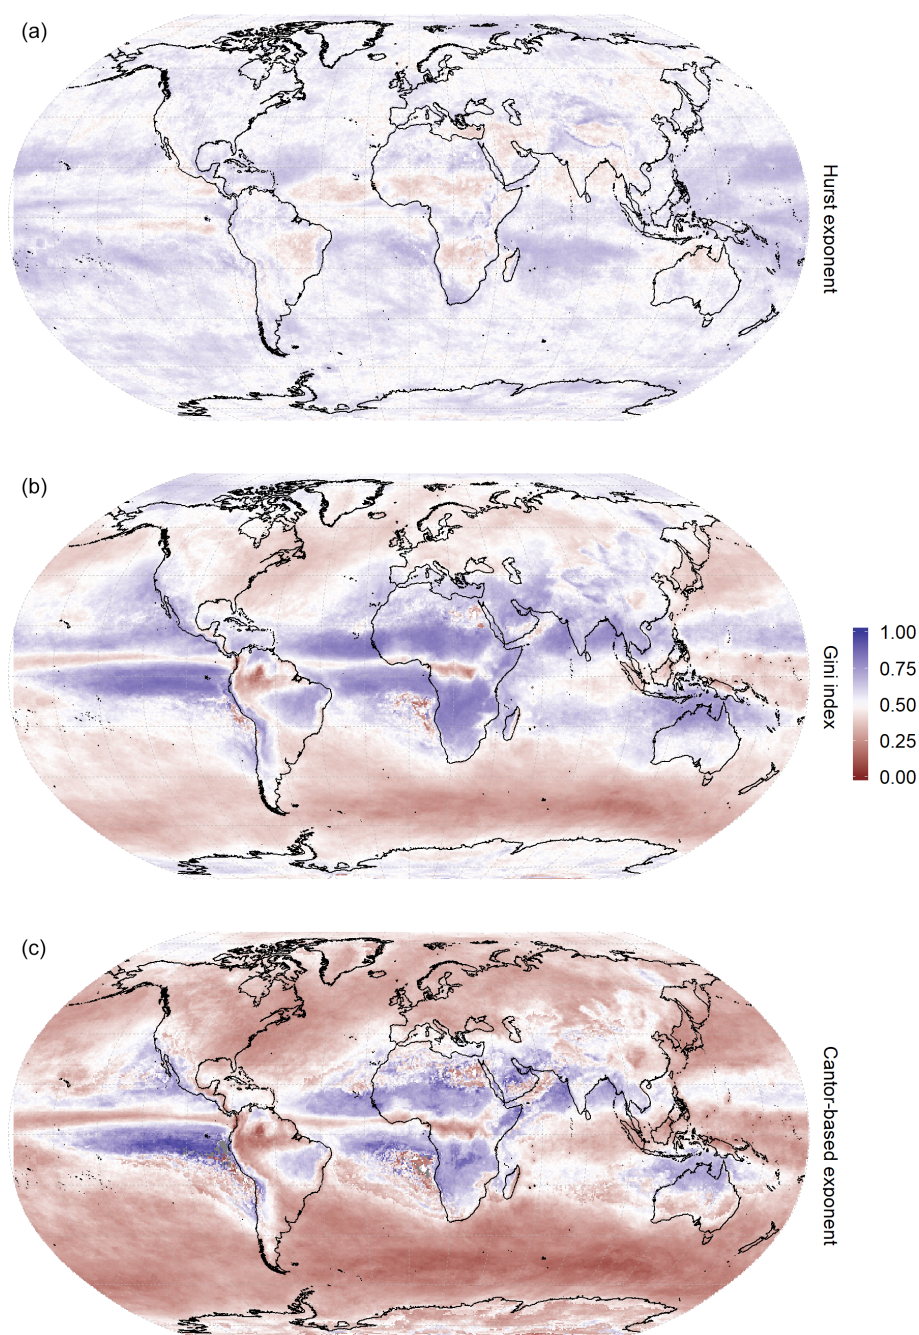 (a)
Hurst exponent
(b)
Gini index
1.00
0.75
0.50
0.25
0.00
(c)
Cantor-based exponent